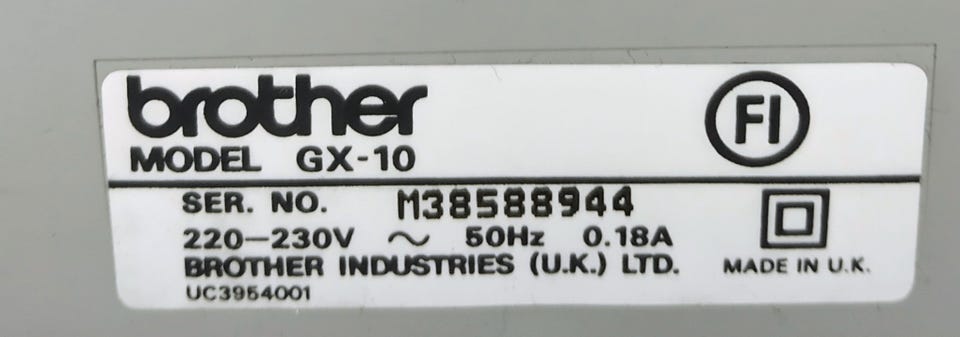 brother
FI
MODEL GX-10
SER. NO. M38588944
220-230V ~ 50Hz 0.18A
BROTHER INDUSTRIES (U.K.) LTD.
MADE IN U.K.
UC3954001